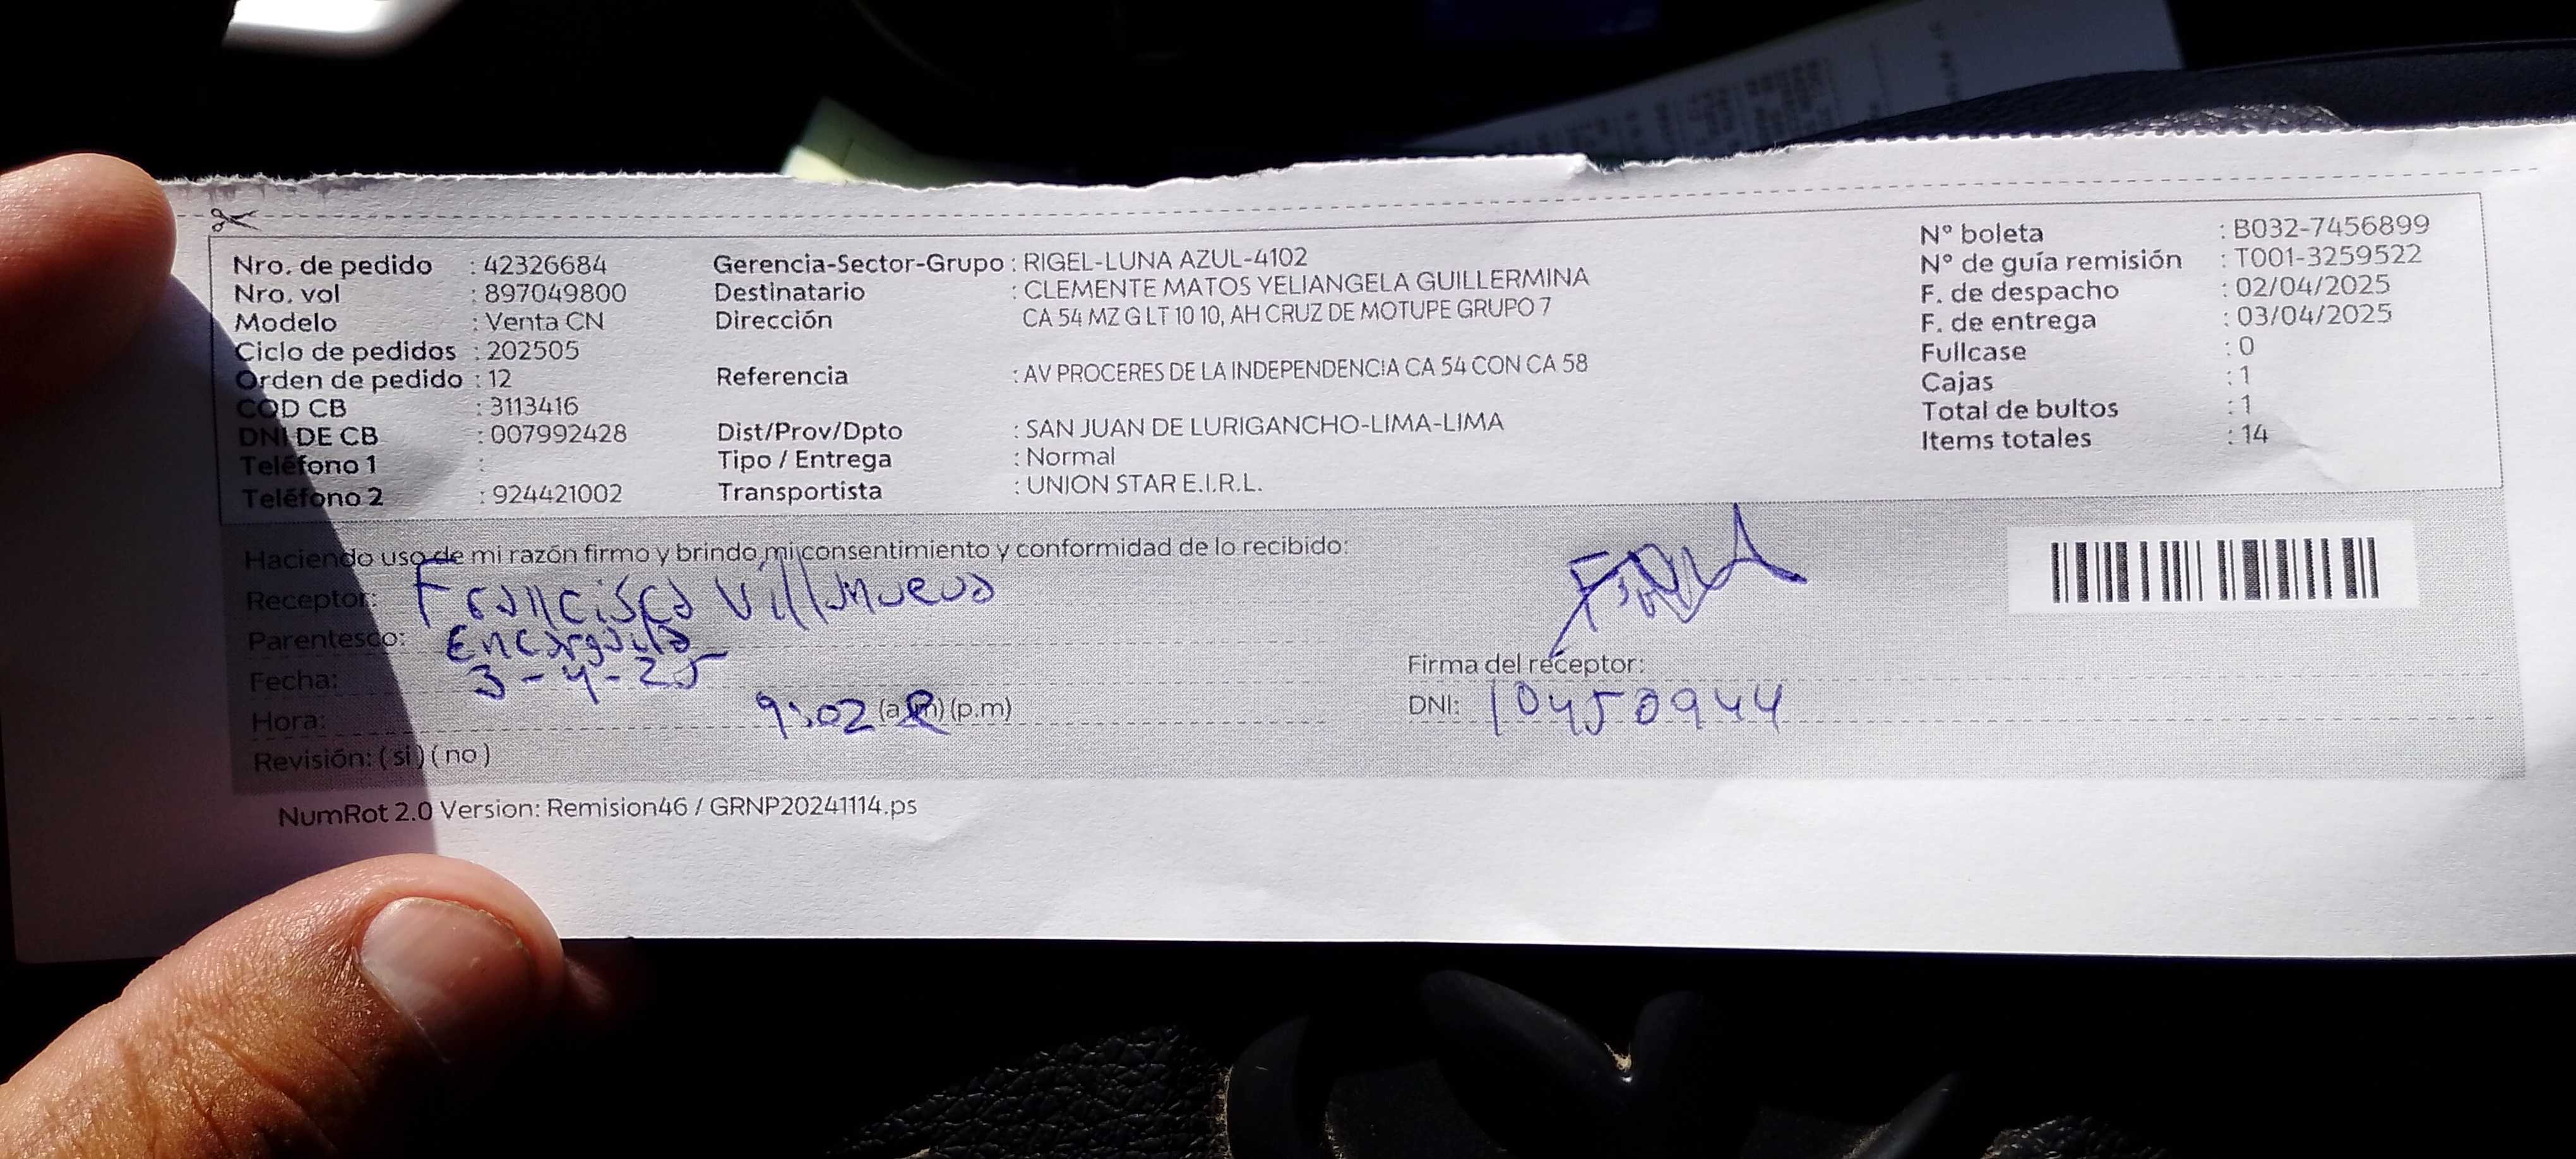 Nro. de pedido : 42326684
Nro. vol : 897049800
Modelo : Venta CN
Ciclo de pedidos : 202505
Orden de pedido : 12
COD CB : 3113416
DNI DE CB : 007992428
Teléfono 1 :
Teléfono 2 : 924421002
Gerencia-Sector-Grupo : RIGEL-LUNA AZUL-4102
Destinatario : CLEMENTE MATOS YELIANGELA GUILLERMINA
Dirección CA 54 MZ G LT 10 10, AH CRUZ DE MOTUPE GRUPO 7
Referencia : AV PROCERES DE LA INDEPENDENCIA CA 54 CON CA 58
Dist/Prov/Dpto : SAN JUAN DE LURIGANCHO-LIMA-LIMA
Tipo / Entrega : Normal
Transportista : UNION STAR E.I.R.L.
N° boleta : B032-7456899
N° de guía remisión : T001-3259522
F. de despacho : 02/04/2025
F. de entrega : 03/04/2025
Fullcase : 0
Cajas : 1
Total de bultos : 1
Items totales : 14
Haciendo uso de mi razón firmo y brindo mi consentimiento y conformidad de lo recibido:
Receptor: Francisca Villanueva
Parentesco: Encargada
Fecha: 3-4-25
Hora: 9:02 (a.m) (p.m)
Revisión: ( si ) ( no )
Firma del receptor:
DNI: 10450944
NumRot 2.0 Version: Remision46 / GRNP20241114.ps